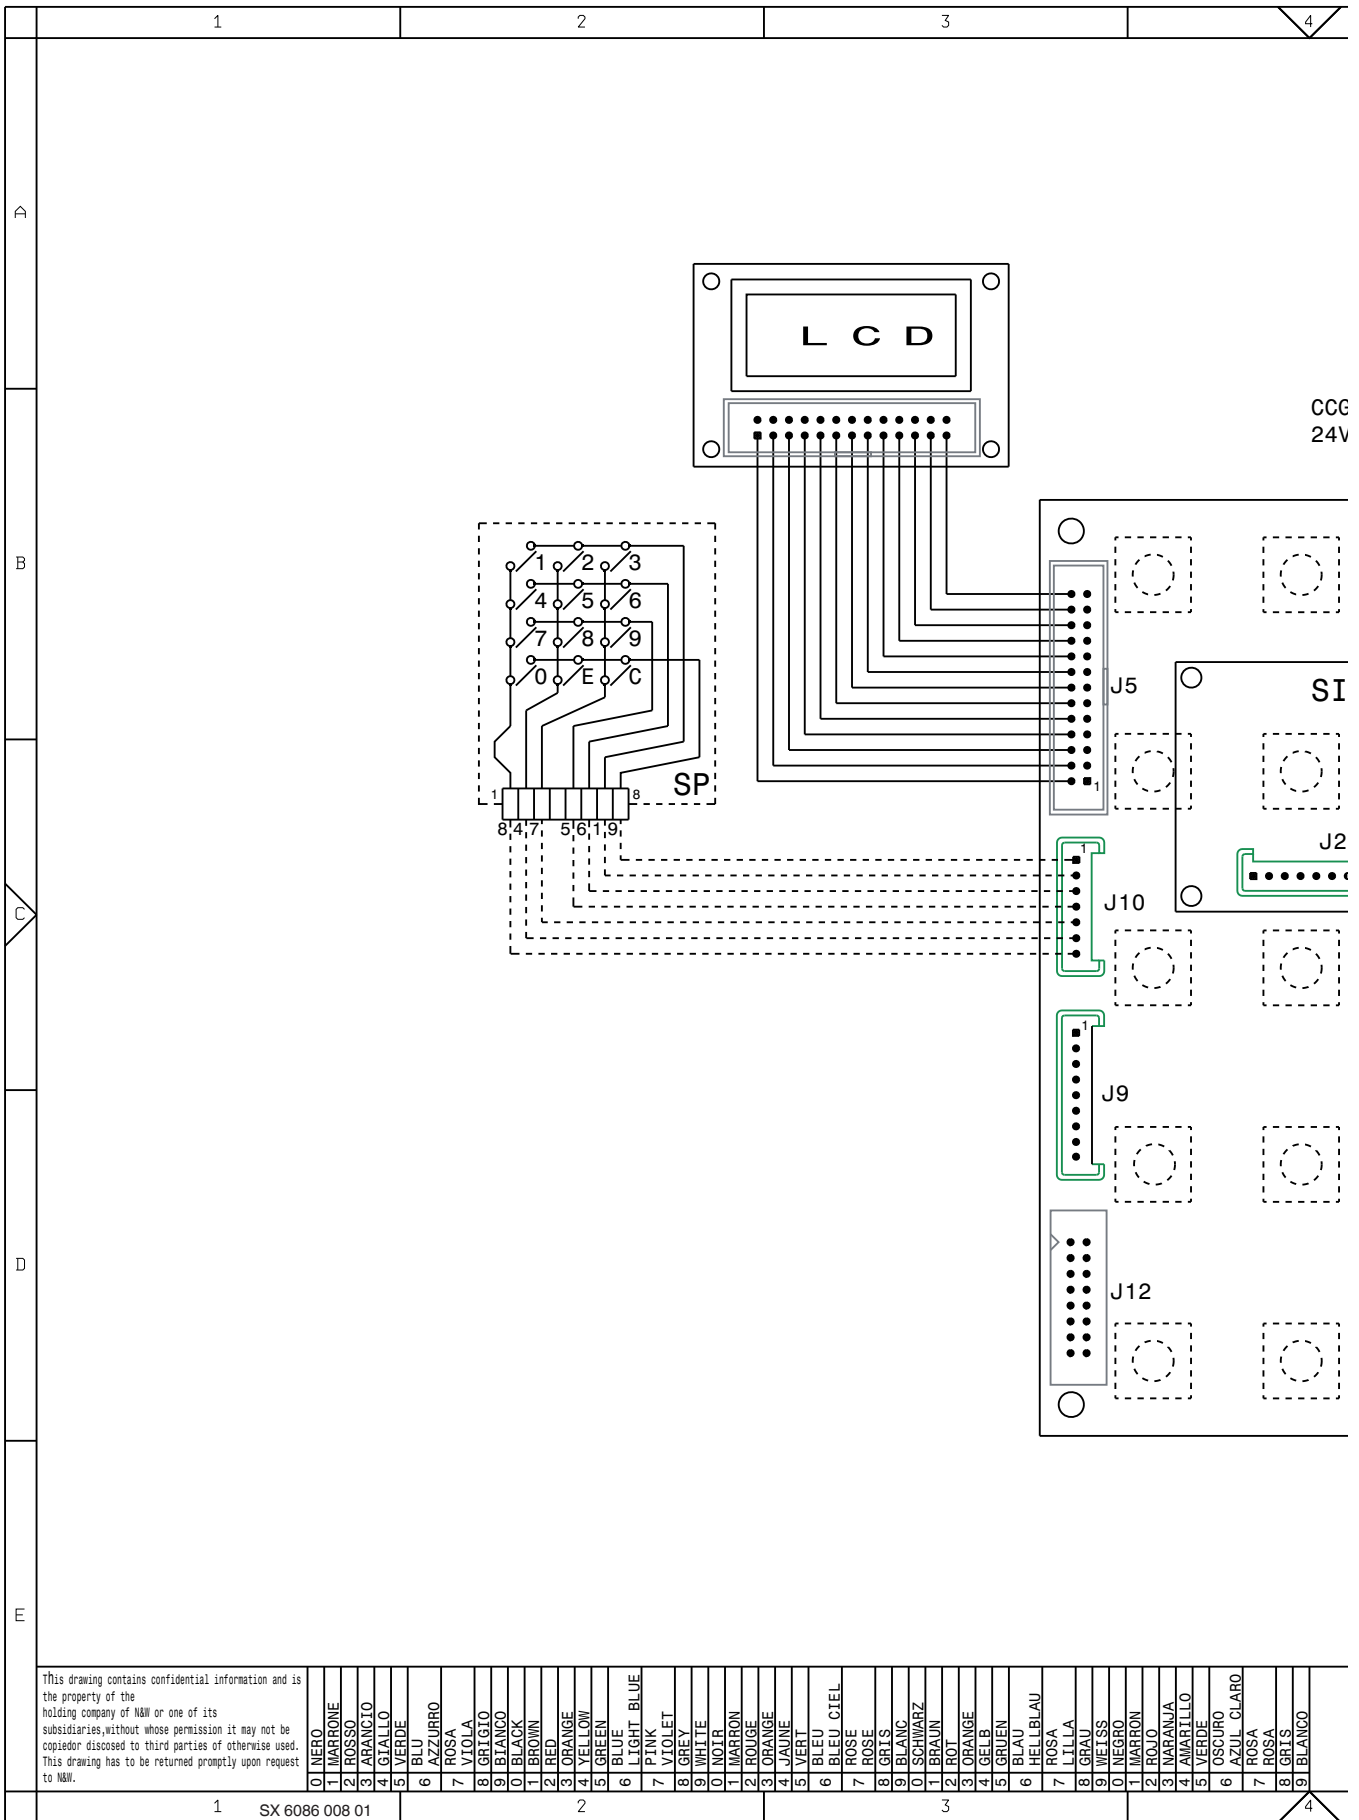 1 2 3 4
A
L C D
CCG
24V
B
1 2 3
4 5 6
7 8 9
0 E C
J5
SI
SP
1 8
1
8 4 7 5 6 1 9
J2
1
J10
C
1
J9
D
J12
E
This drawing contains confidential information and is
the property of the
holding company of N&W or one of its
subsidiaries,without whose permission it may not be
copiedor discosed to third parties of otherwise used.
This drawing has to be returned promptly upon request
to N&W.
0 NERO
1 MARRONE
2 ROSSO
3 ARANCIO
4 GIALLO
5 VERDE
6 BLU
AZZURRO
7 ROSA
VIOLA
8 GRIGIO
9 BIANCO
0 BLACK
1 BROWN
2 RED
3 ORANGE
4 YELLOW
5 GREEN
6 BLUE
LIGHT BLUE
7 PINK
VIOLET
8 GREY
9 WHITE
0 NOIR
1 MARRON
2 ROUGE
3 ORANGE
4 JAUNE
5 VERT
6 BLEU
BLEU CIEL
7 ROSE
ROSE
8 GRIS
9 BLANC
0 SCHWARZ
1 BRAUN
2 ROT
3 ORANGE
4 GELB
5 GRUEN
6 BLAU
HELLBLAU
7 ROSA
LILLA
8 GRAU
9 WEISS
0 NEGRO
1 MARRON
2 ROJO
3 NARANJA
4 AMARILLO
5 VERDE
6 OSCURO
AZUL CLARO
7 ROSA
ROSA
8 GRIS
9 BLANCO
1 SX 6086 008 01 2 3 4